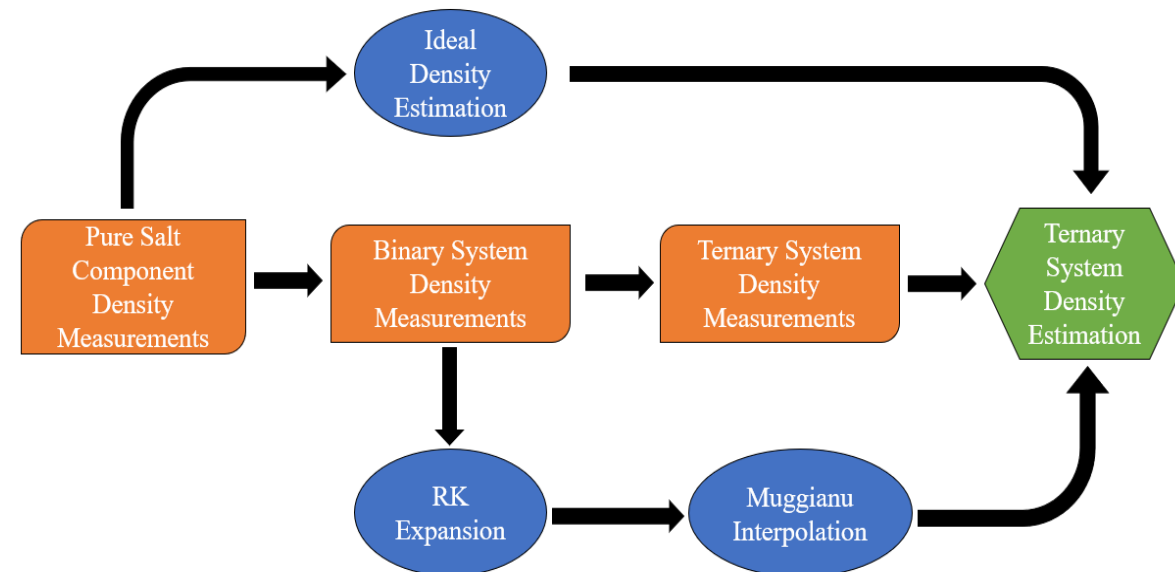 Ideal
Density
Estimation
Pure Salt
Component
Density
Measurements
Binary System
Density
Measurements
Ternary System
Density
Measurements
Ternary
System
Density
Estimation
RK
Expansion
Muggianu
Interpolation